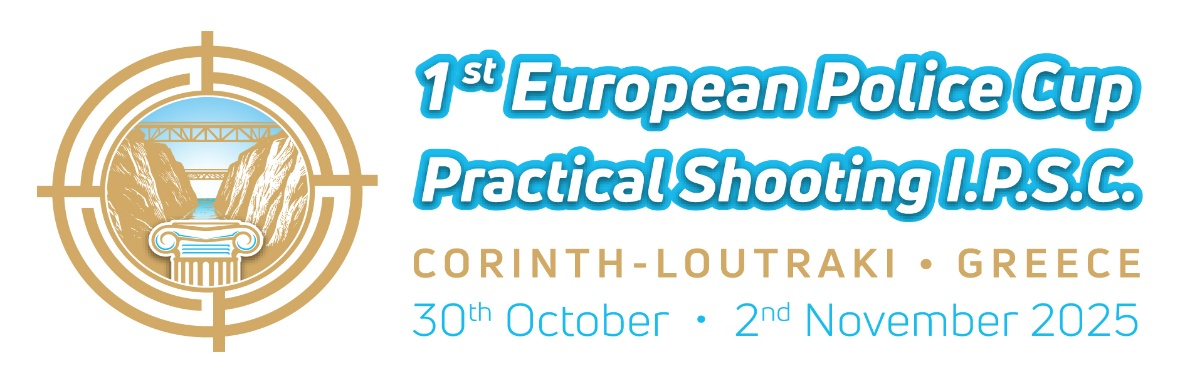 1st European Police Cup
Practical Shooting I.P.S.C.
CORINTH-LOUTRAKI • GREECE
30th October • 2nd November 2025